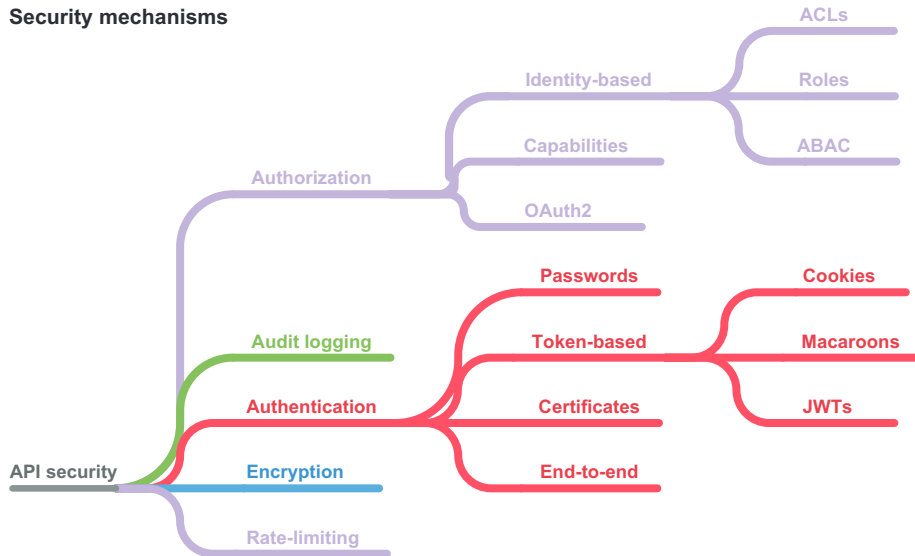 Security mechanisms
ACLs
Identity-based
Roles
Capabilities
ABAC
Authorization
OAuth2
Passwords
Cookies
Audit logging
Token-based
Macaroons
Authentication
Certificates
JWTs
API security
Encryption
End-to-end
Rate-limiting